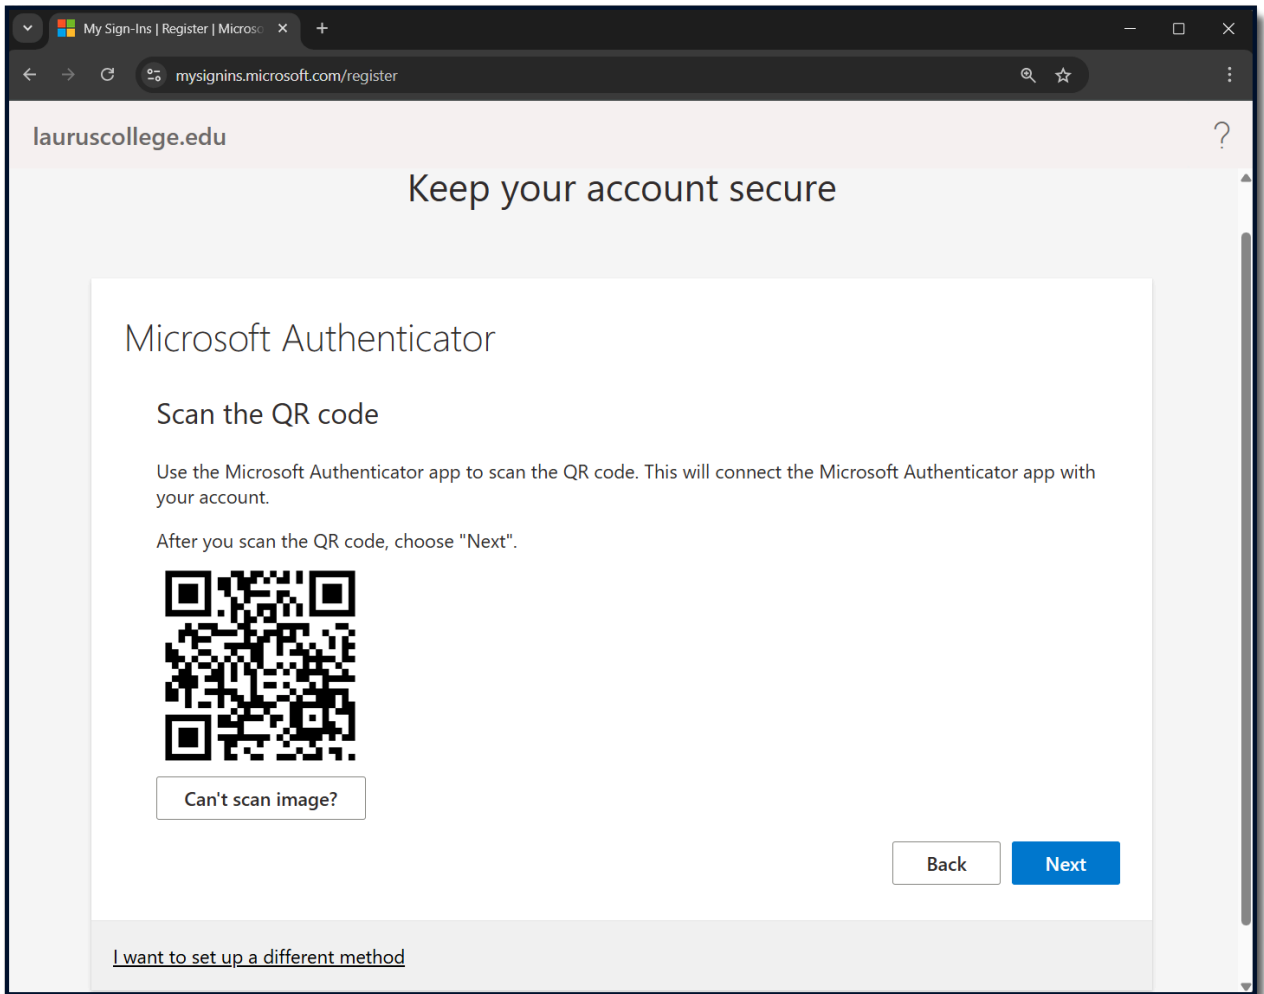 My Sign-Ins | Register | Microso
mysignins.microsoft.com/register
lauruscollege.edu
Keep your account secure
Microsoft Authenticator
Scan the QR code
Use the Microsoft Authenticator app to scan the QR code. This will connect the Microsoft Authenticator app with
your account.
After you scan the QR code, choose "Next".
Can't scan image?
Back
Next
I want to set up a different method